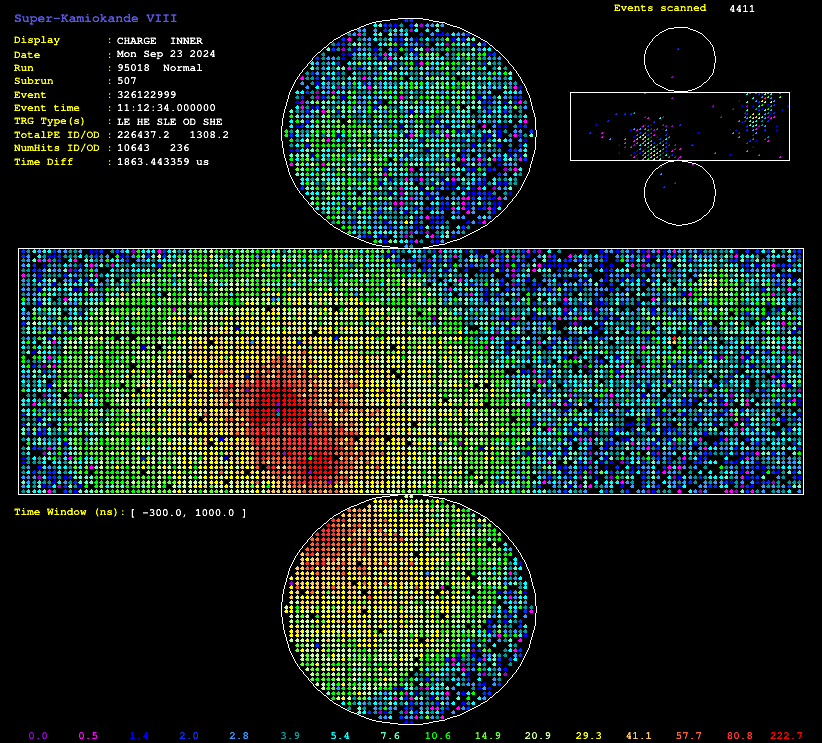 Super-Kamiokande VIII
Events scanned 4411
Display : CHARGE INNER
Date : Mon Sep 23 2024
Run : 95018 Normal
Subrun : 507
Event : 326122999
Event time : 11:12:34.000000
TRG Type(s) : LE HE SLE OD SHE
TotalPE ID/OD : 226437.2 1308.2
NumHits ID/OD : 10643 236
Time Diff : 1863.443359 us
Time Window (ns): [ -300.0, 1000.0 ]
0.0 0.5 1.4 2.0 2.8 3.9 5.4 7.6 10.6 14.9 20.9 29.3 41.1 57.7 80.8 222.7